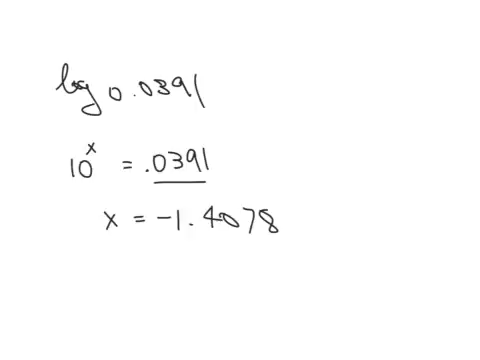 log 0.0391
10^x = .0391
x = -1.4078